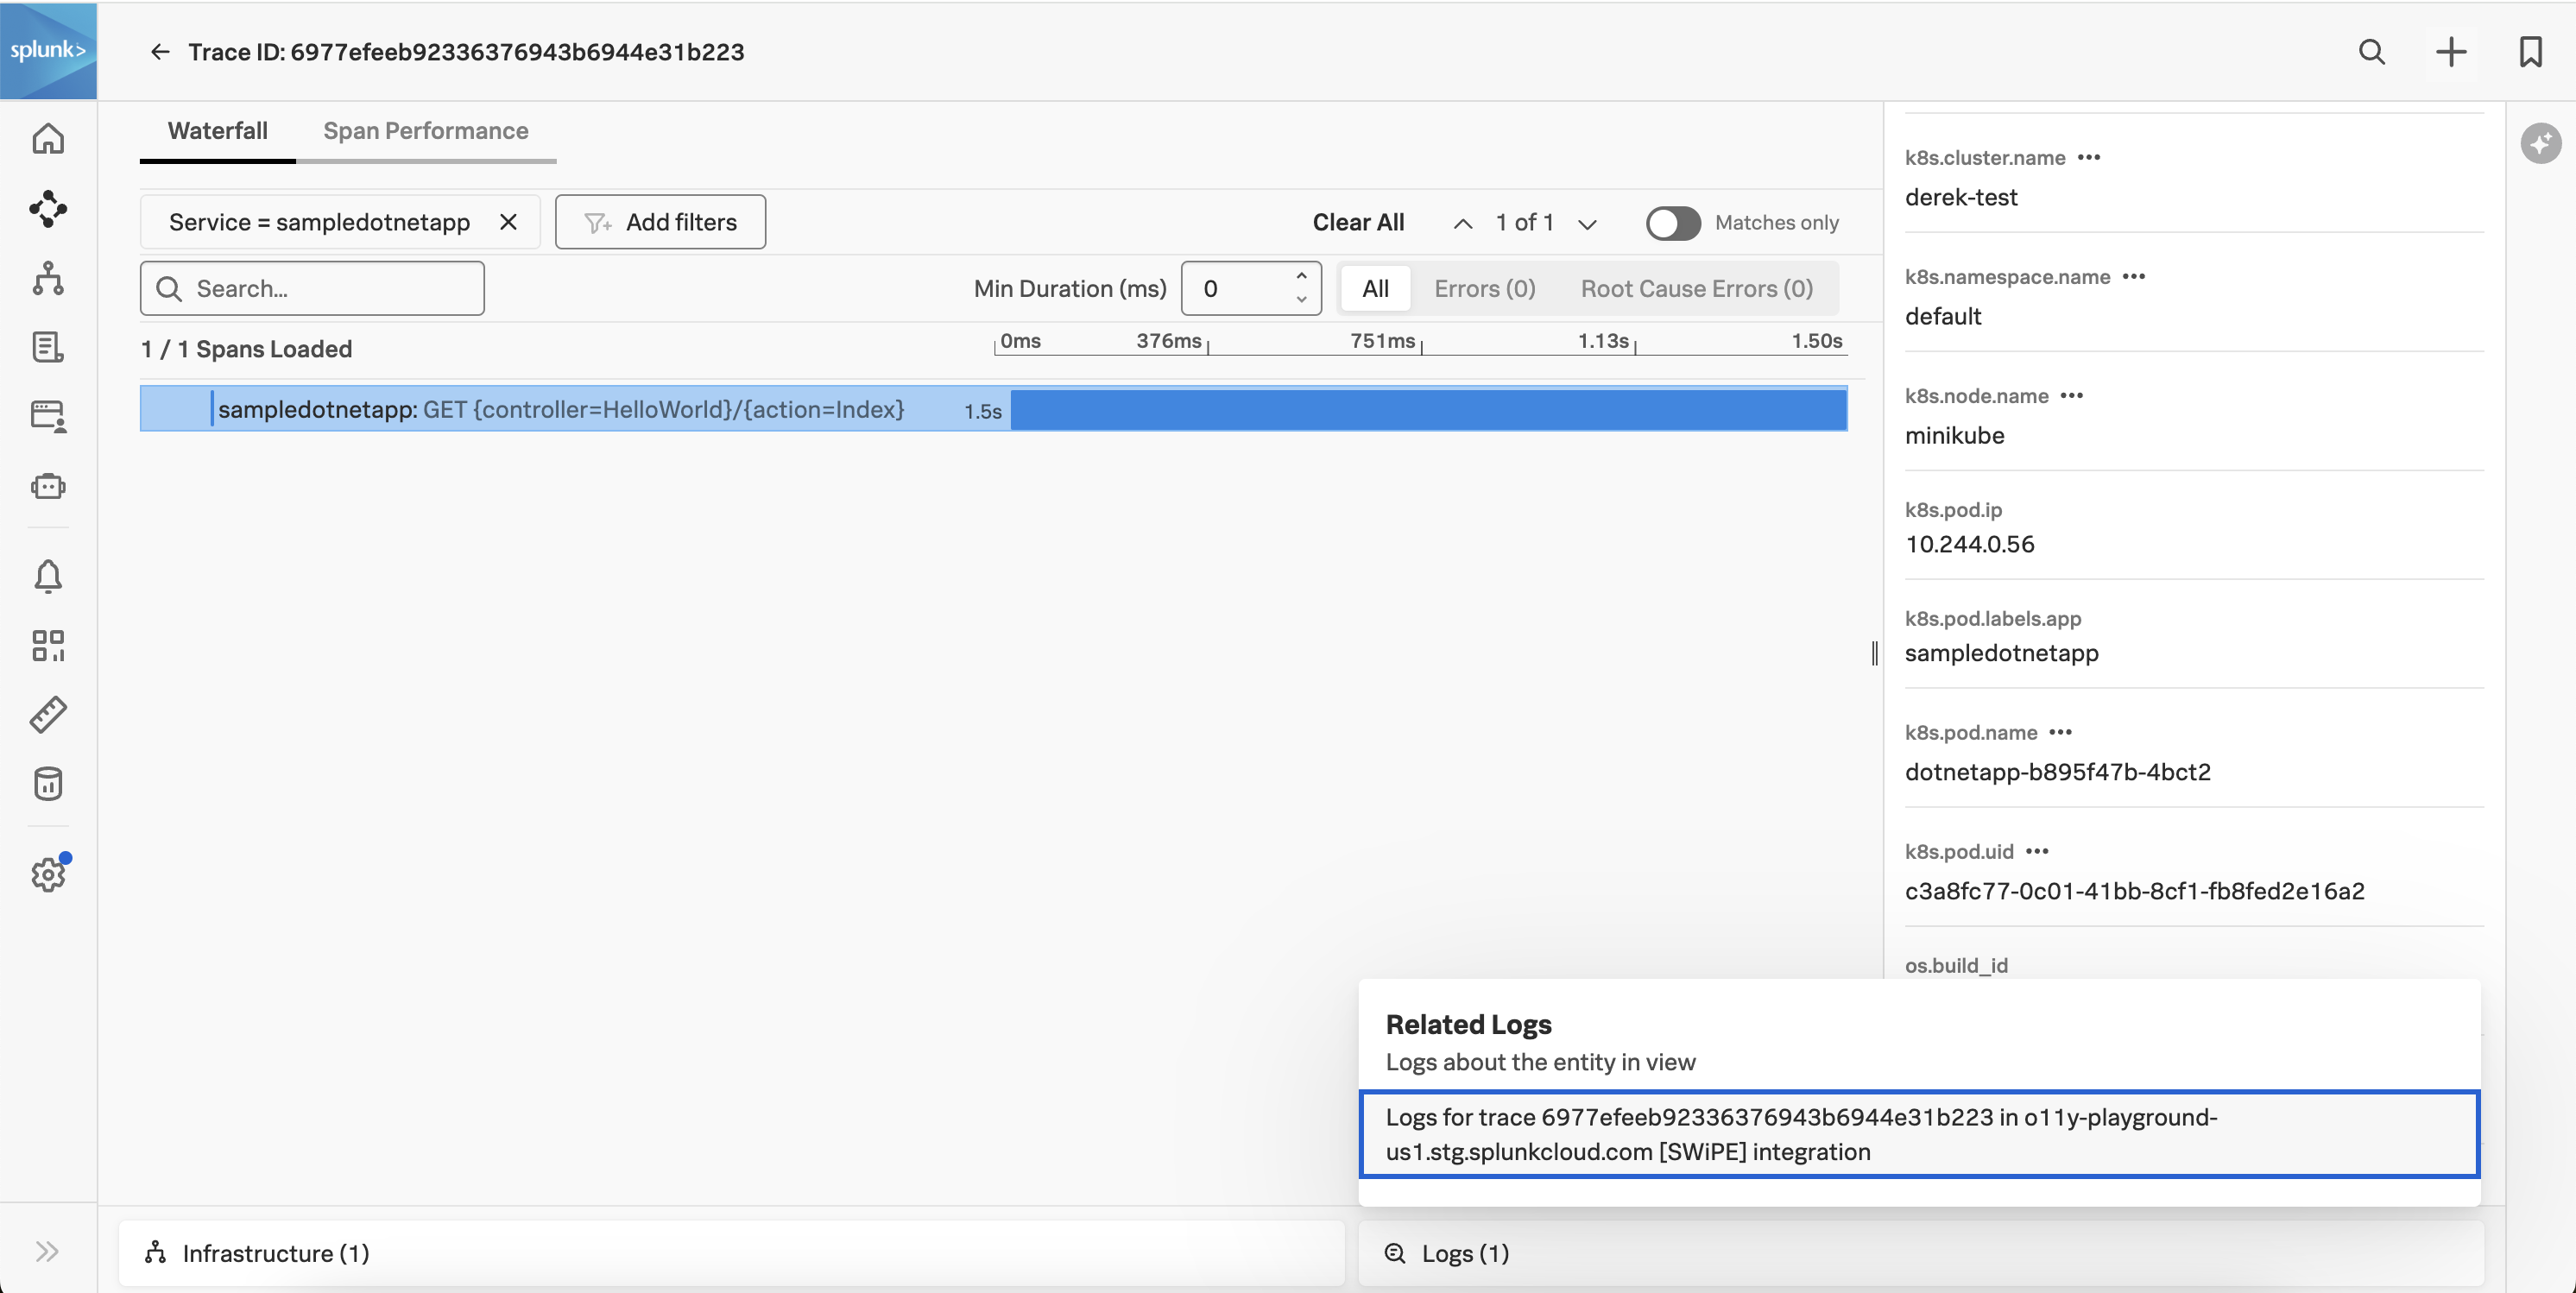 splunk>
Trace ID: 6977efeeb92336376943b6944e31b223
Waterfall
Span Performance
Service = sampledotnetapp
Add filters
Clear All
1 of 1
Matches only
Search...
Min Duration (ms)
0
All
Errors (0)
Root Cause Errors (0)
1 / 1 Spans Loaded
0ms
376ms
751ms
1.13s
1.50s
sampledotnetapp: GET {controller=HelloWorld}/{action=Index}
1.5s
k8s.cluster.name
derek-test
k8s.namespace.name
default
k8s.node.name
minikube
k8s.pod.ip
10.244.0.56
k8s.pod.labels.app
sampledotnetapp
k8s.pod.name
dotnetapp-b895f47b-4bct2
k8s.pod.uid
c3a8fc77-0c01-41bb-8cf1-fb8fed2e16a2
os.build_id
Related Logs
Logs about the entity in view
Logs for trace 6977efeeb92336376943b6944e31b223 in o11y-playground-
us1.stg.splunkcloud.com [SWiPE] integration
Infrastructure (1)
Logs (1)